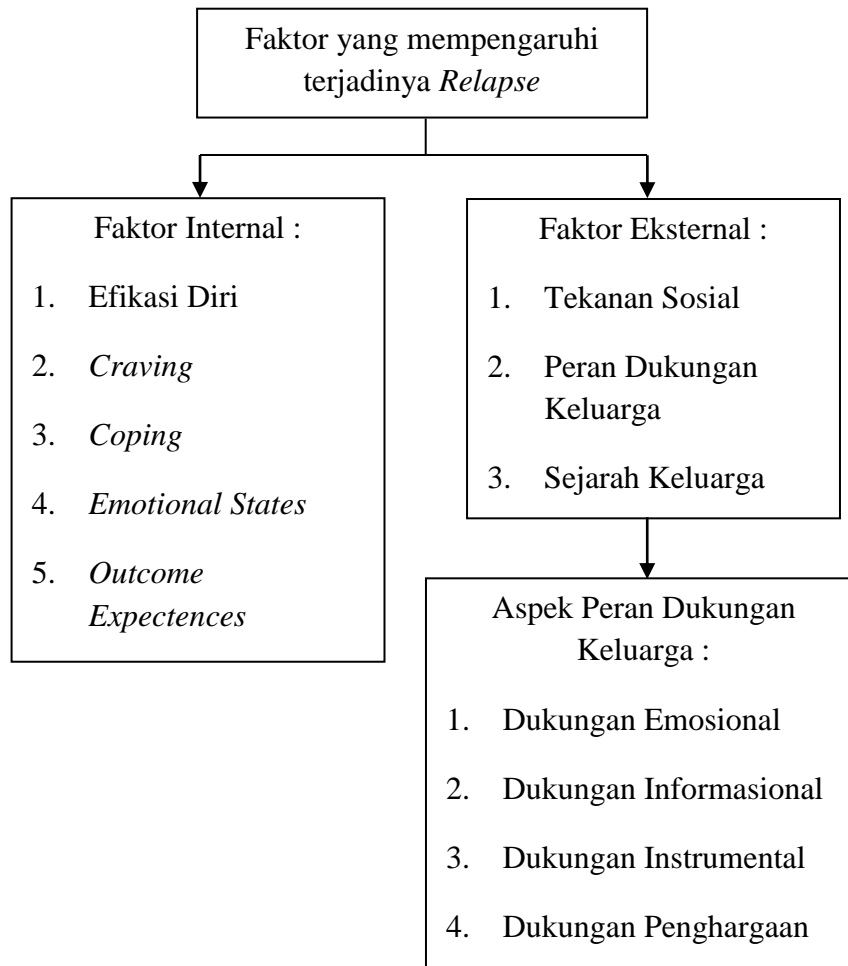 Faktor yang mempengaruhi
terjadinya Relapse
Faktor Internal :
1. Efikasi Diri
2. Craving
3. Coping
4. Emotional States
5. Outcome
Expectences
Faktor Eksternal :
1. Tekanan Sosial
2. Peran Dukungan
Keluarga
3. Sejarah Keluarga
Aspek Peran Dukungan
Keluarga :
1. Dukungan Emosional
2. Dukungan Informasional
3. Dukungan Instrumental
4. Dukungan Penghargaan